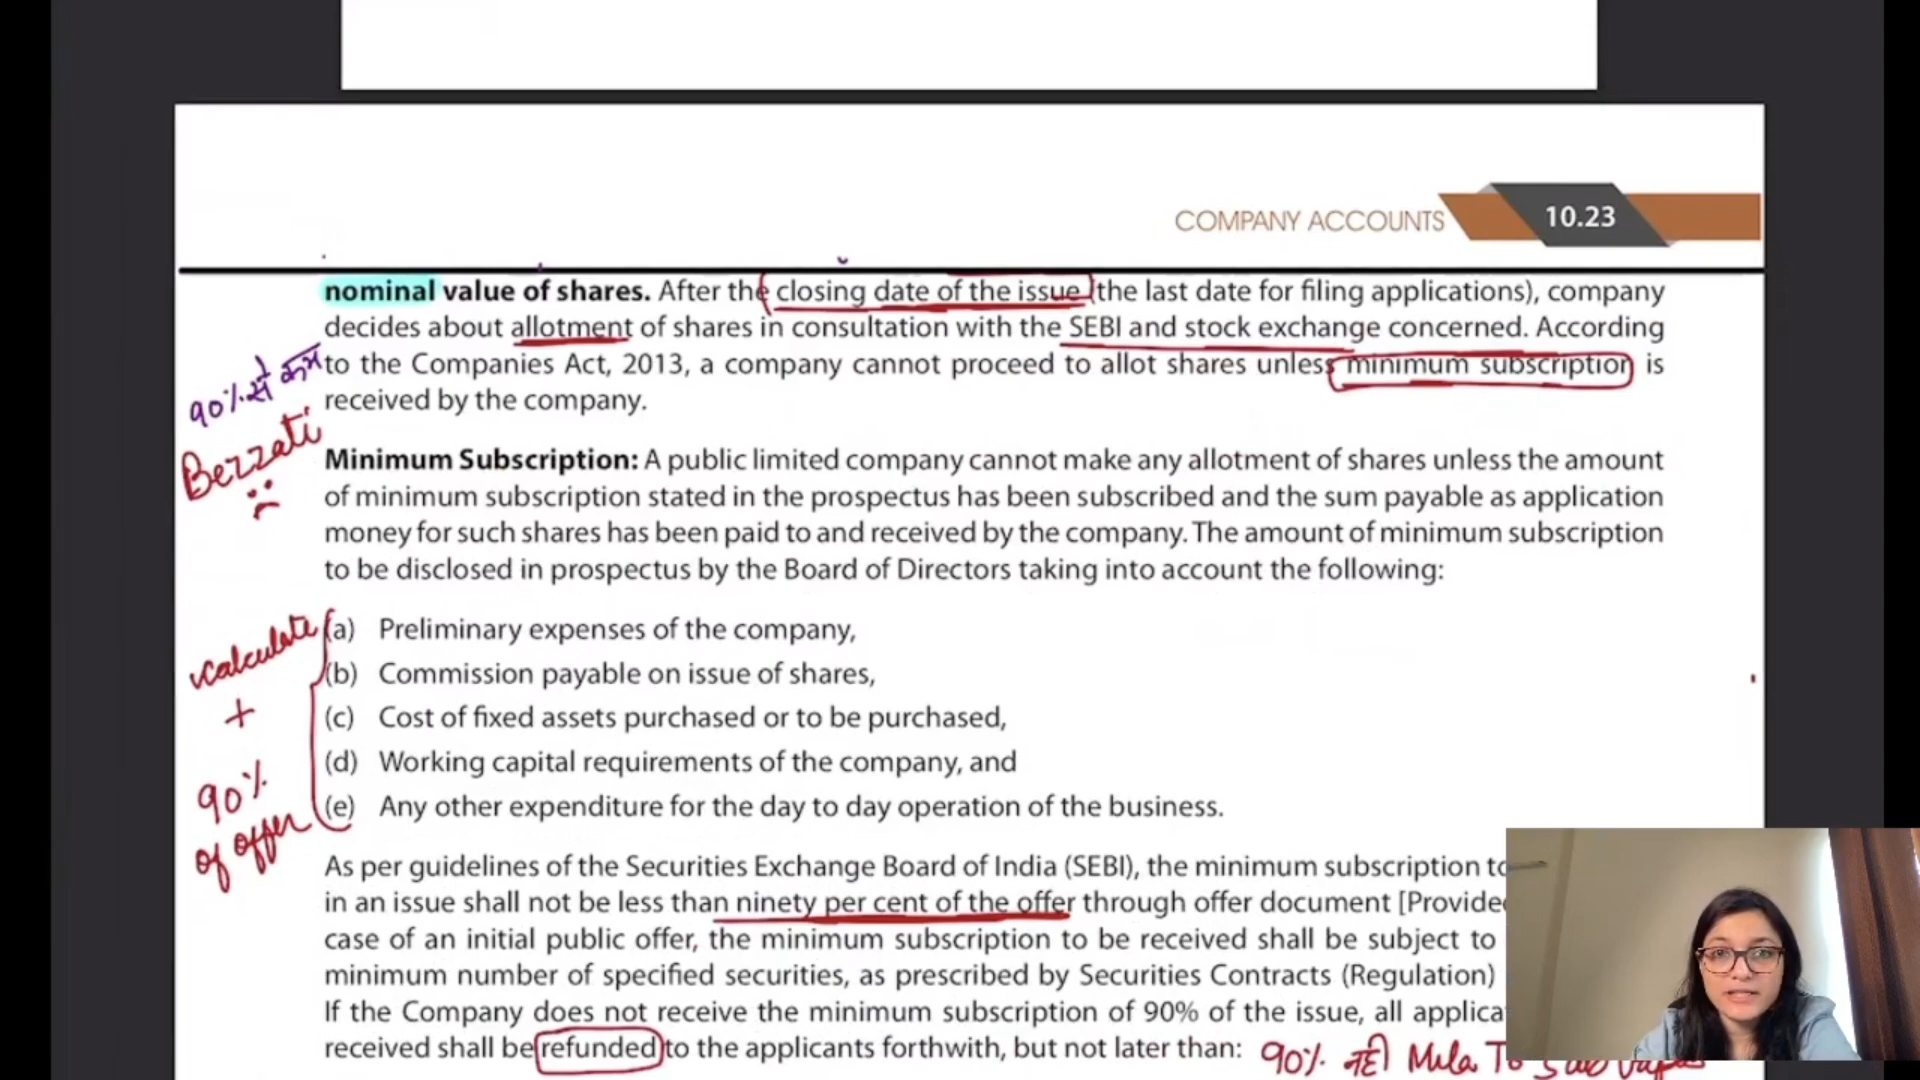 COMPANY ACCOUNTS 10.23
nominal value of shares. After the closing date of the issue (the last date for filing applications), company
decides about allotment of shares in consultation with the SEBI and stock exchange concerned. According
to the Companies Act, 2013, a company cannot proceed to allot shares unless minimum subscription is
received by the company.
90% से कम
Bezzati
Minimum Subscription: A public limited company cannot make any allotment of shares unless the amount
of minimum subscription stated in the prospectus has been subscribed and the sum payable as application
money for such shares has been paid to and received by the company. The amount of minimum subscription
to be disclosed in prospectus by the Board of Directors taking into account the following:
calculate
+
90%
of offer
(a) Preliminary expenses of the company,
(b) Commission payable on issue of shares,
(c) Cost of fixed assets purchased or to be purchased,
(d) Working capital requirements of the company, and
(e) Any other expenditure for the day to day operation of the business.
As per guidelines of the Securities Exchange Board of India (SEBI), the minimum subscription to
in an issue shall not be less than ninety per cent of the offer through offer document [Provided
case of an initial public offer, the minimum subscription to be received shall be subject to
minimum number of specified securities, as prescribed by Securities Contracts (Regulation)
If the Company does not receive the minimum subscription of 90% of the issue, all
received shall be refunded to the applicants forthwith, but not later than:
90% नही Mila To